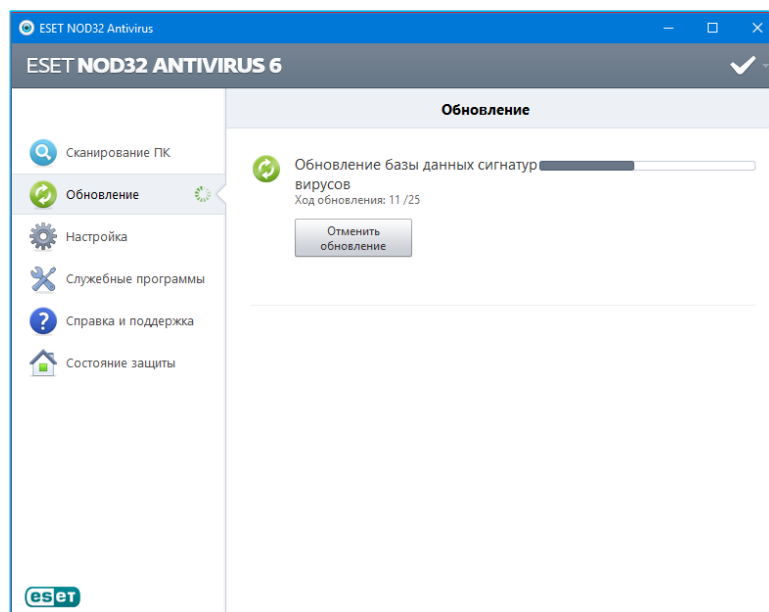 ESET NOD32 Antivirus
ESET NOD32 ANTIVIRUS 6
Обновление
Сканирование ПК
Обновление
Настройка
Служебные программы
Справка и поддержка
Состояние защиты
Обновление базы данных сигнатур
вирусов
Ход обновления: 11 /25
Отменить
обновление
eseT